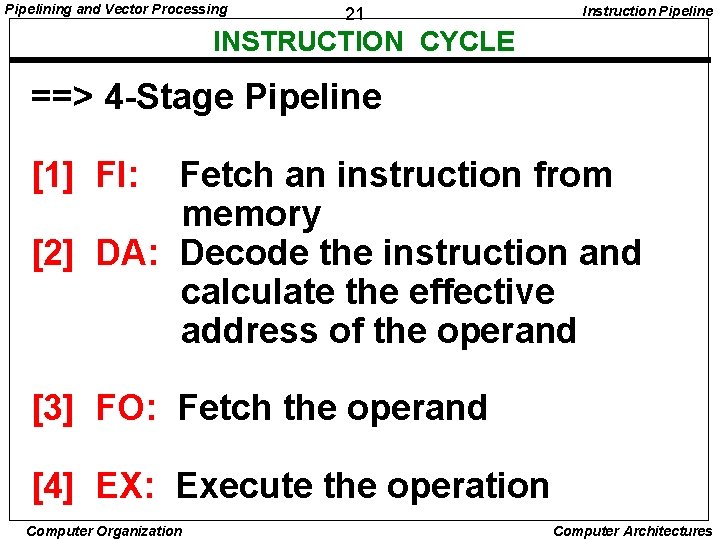 Pipelining and Vector Processing 21 Instruction Pipeline
INSTRUCTION CYCLE
==> 4-Stage Pipeline
[1] FI: Fetch an instruction from
memory
[2] DA: Decode the instruction and
calculate the effective
address of the operand
[3] FO: Fetch the operand
[4] EX: Execute the operation
Computer Organization Computer Architectures